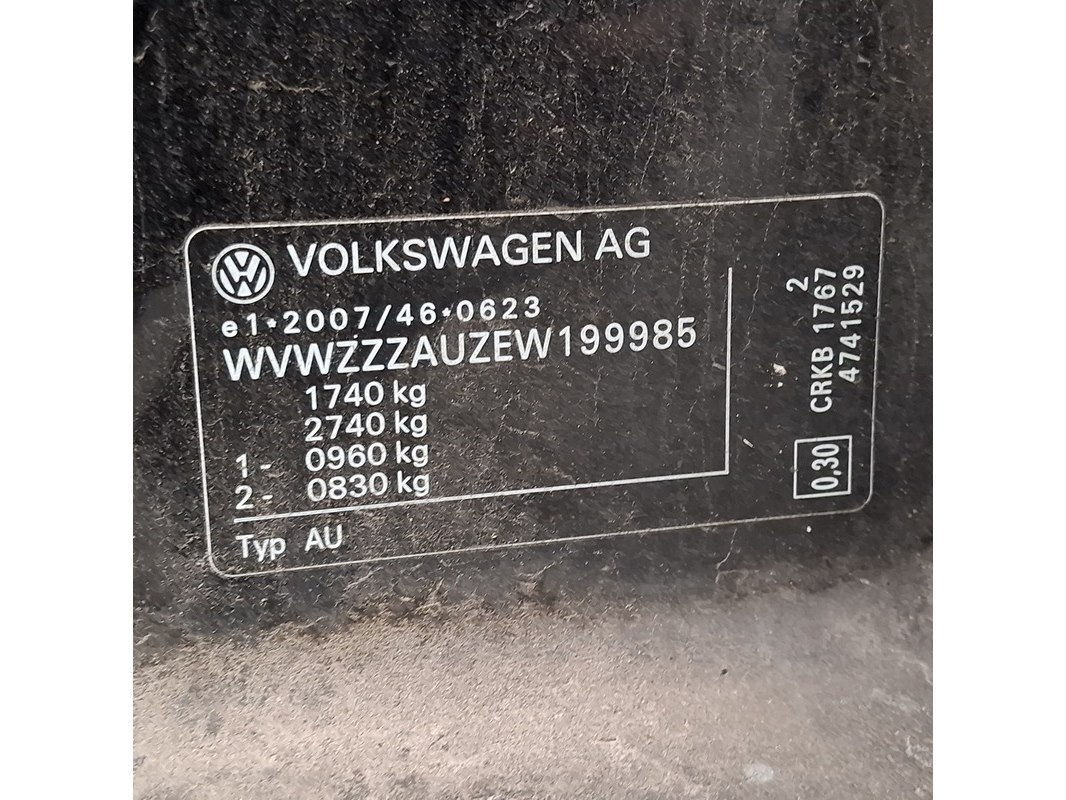 VOLKSWAGEN AG
e1*2007/46*0623
WVWZZZAUZEW199985
1740 kg
2740 kg
1- 0960 kg
2- 0830 kg
Typ AU
2
CRKB 1767
4741529
0,30